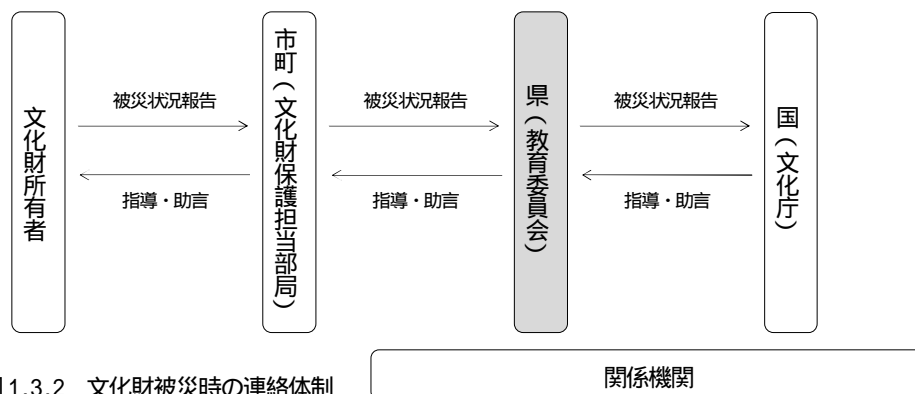 文化財所有者
被災状況報告
指導・助言
市町(文化財保護担当部局)
被災状況報告
指導・助言
県(教育委員会)
被災状況報告
指導・助言
国(文化庁)
1.3.2 文化財被災時の連絡体制
関係機関